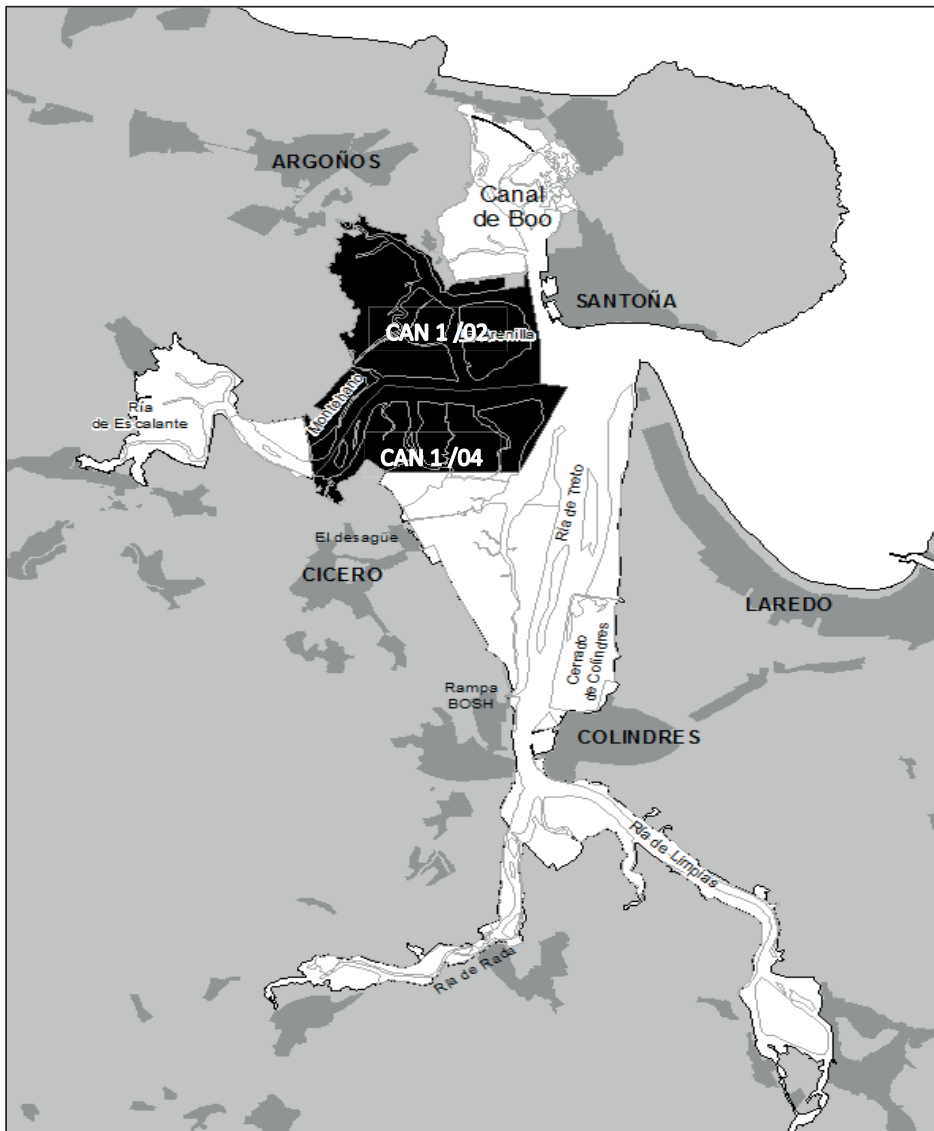 ARGOÑOS
Canal
de Boo
SANTOÑA
CAN 1 /02
Montehano
Ría
de Escalante
CAN 1 /04
Ría de Treto
El desagüe
CICERO
LAREDO
Cerrado
de Colindres
Rampa
BOSH
COLINDRES
Ría de Limpias
Ría de Rada